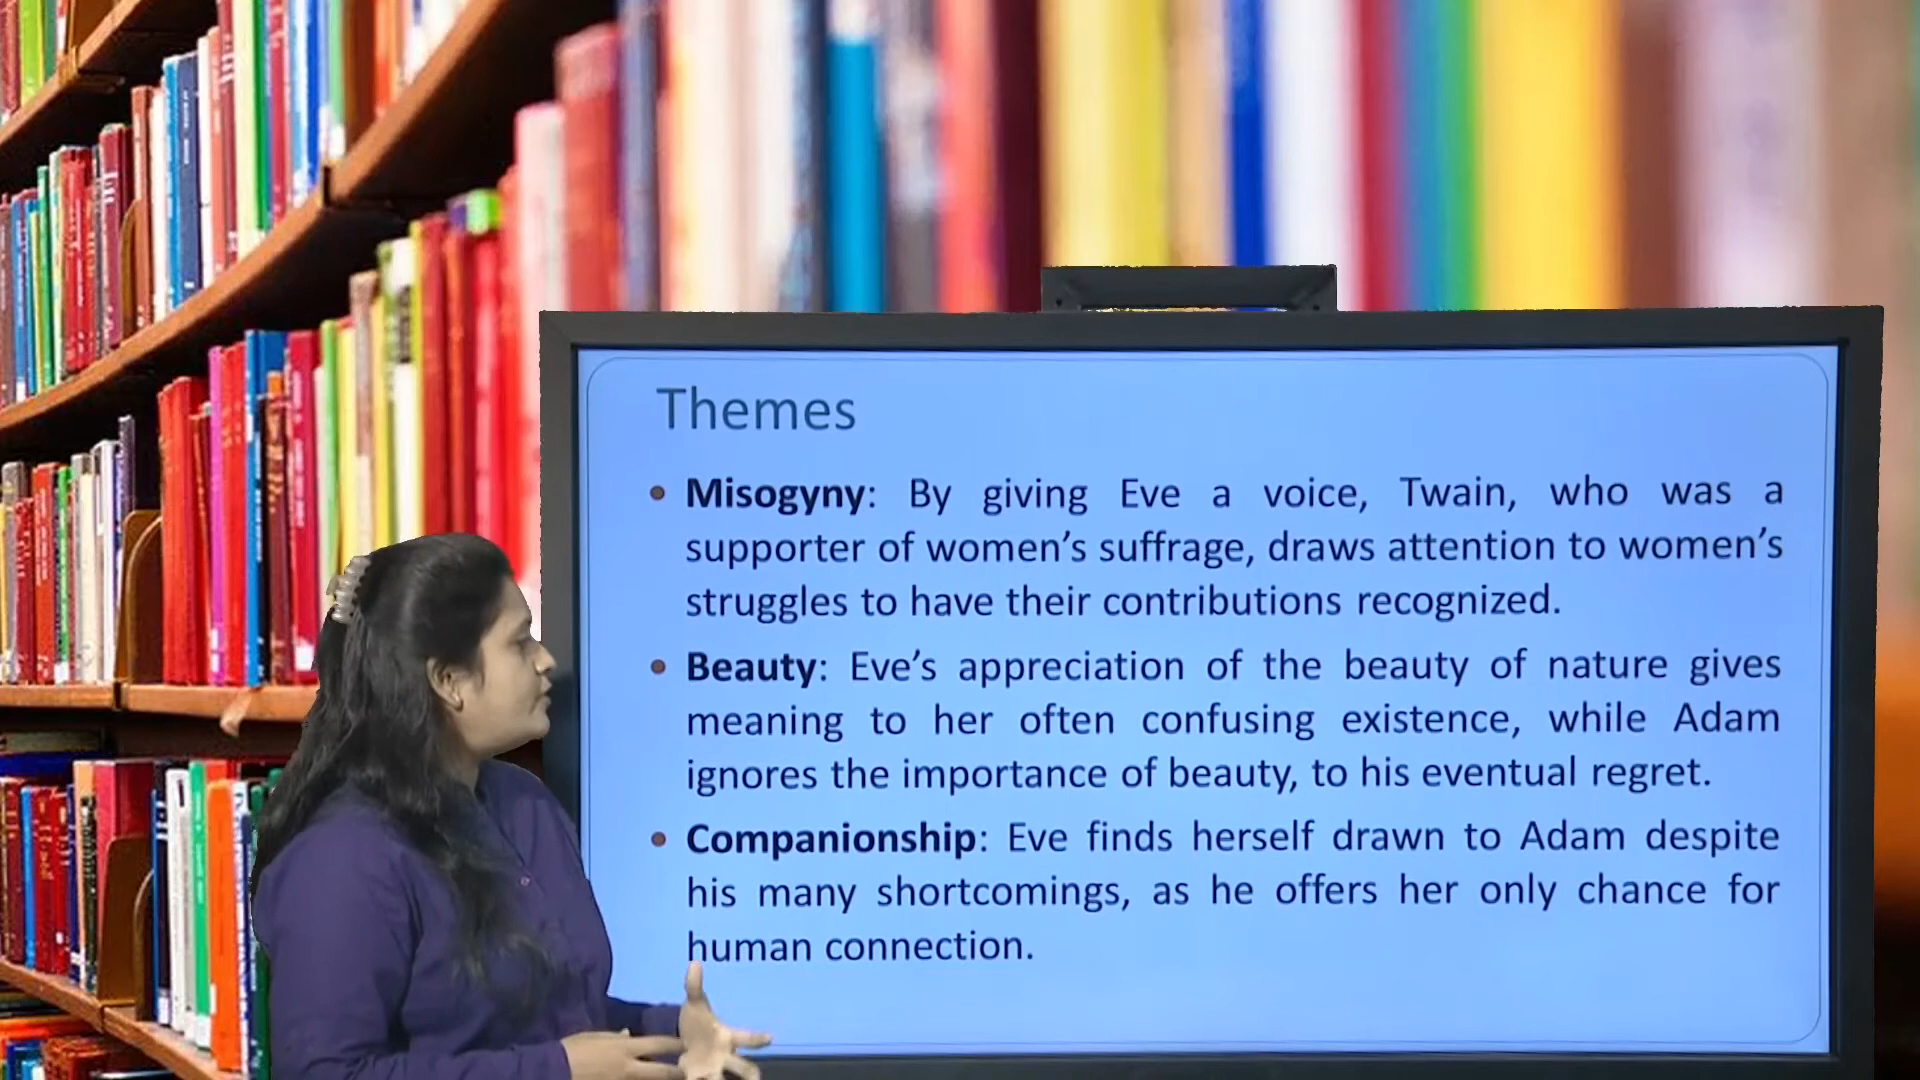 Themes
• Misogyny: By giving Eve a voice, Twain, who was a
supporter of women’s suffrage, draws attention to women’s
struggles to have their contributions recognized.
• Beauty: Eve’s appreciation of the beauty of nature gives
meaning to her often confusing existence, while Adam
ignores the importance of beauty, to his eventual regret.
• Companionship: Eve finds herself drawn to Adam despite
his many shortcomings, as he offers her only chance for
human connection.